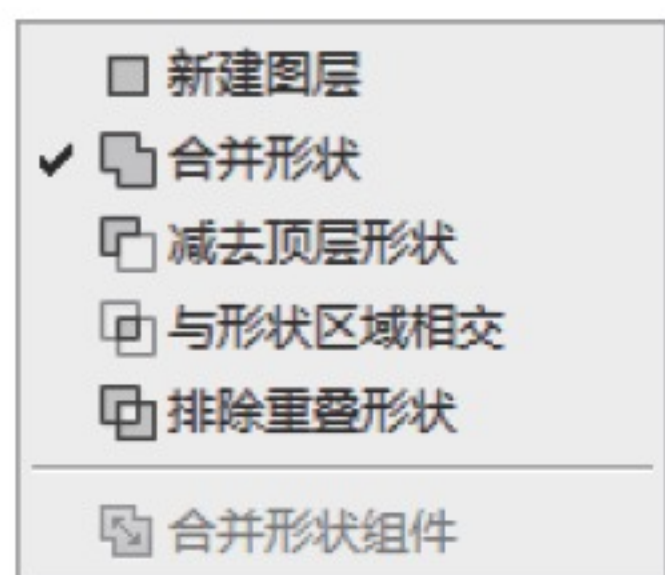 新建图层
合并形状
减去顶层形状
与形状区域相交
排除重叠形状
合并形状组件